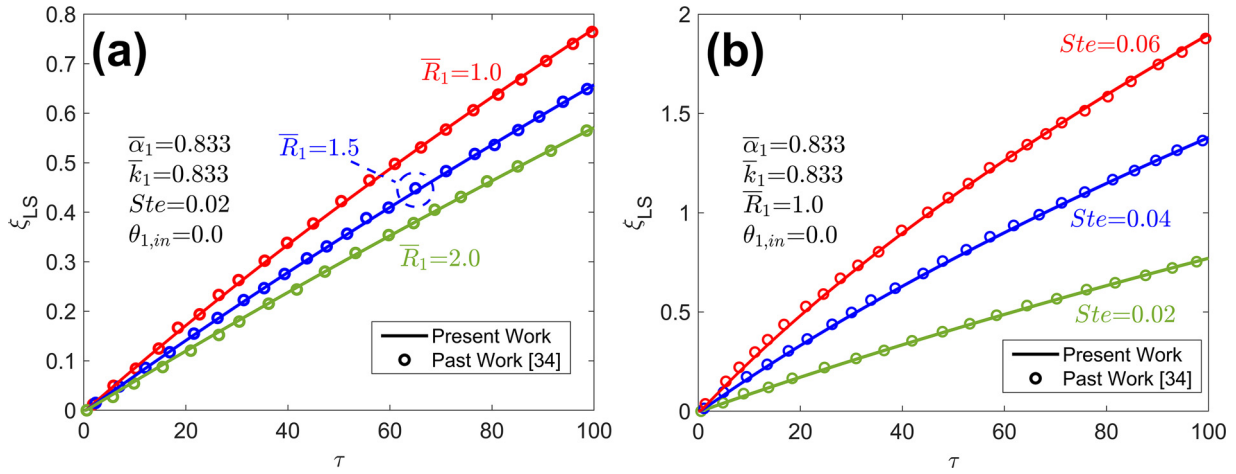 (a)
0.8
0.7
0.6
0.5
0.4
0.3
0.2
0.1
0
ξLS
R̅1=1.0
R̅1=1.5
R̅1=2.0
α̅1=0.833
k̅1=0.833
Ste=0.02
θ1,in=0.0
Present Work
Past Work [34]
0 20 40 60 80 100
τ
(b)
2
1.5
1
0.5
0
ξLS
Ste=0.06
Ste=0.04
Ste=0.02
α̅1=0.833
k̅1=0.833
R̅1=1.0
θ1,in=0.0
Present Work
Past Work [34]
0 20 40 60 80 100
τ